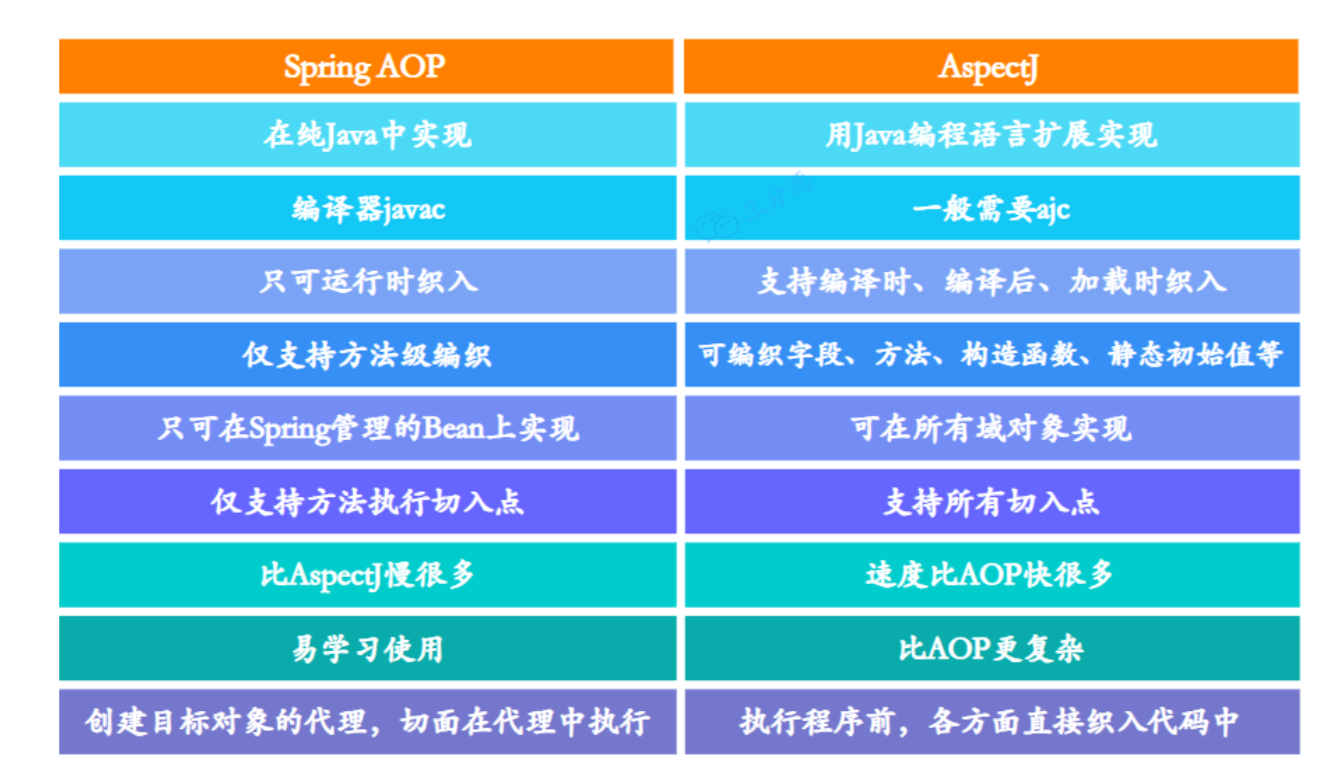 Spring AOP AspectJ
在纯Java中实现 用Java编程语言扩展实现
编译器javac 一般需要ajc
三分恶
只可运行时织入 支持编译时、编译后、加载时织入
仅支持方法级编织 可编织字段、方法、构造函数、静态初始值等
只可在Spring管理的Bean上实现 可在所有域对象实现
仅支持方法执行切入点 支持所有切入点
比AspectJ慢很多 速度比AOP快很多
易学习使用 比AOP更复杂
创建目标对象的代理，切面在代理中执行 执行程序前，各方面直接织入代码中